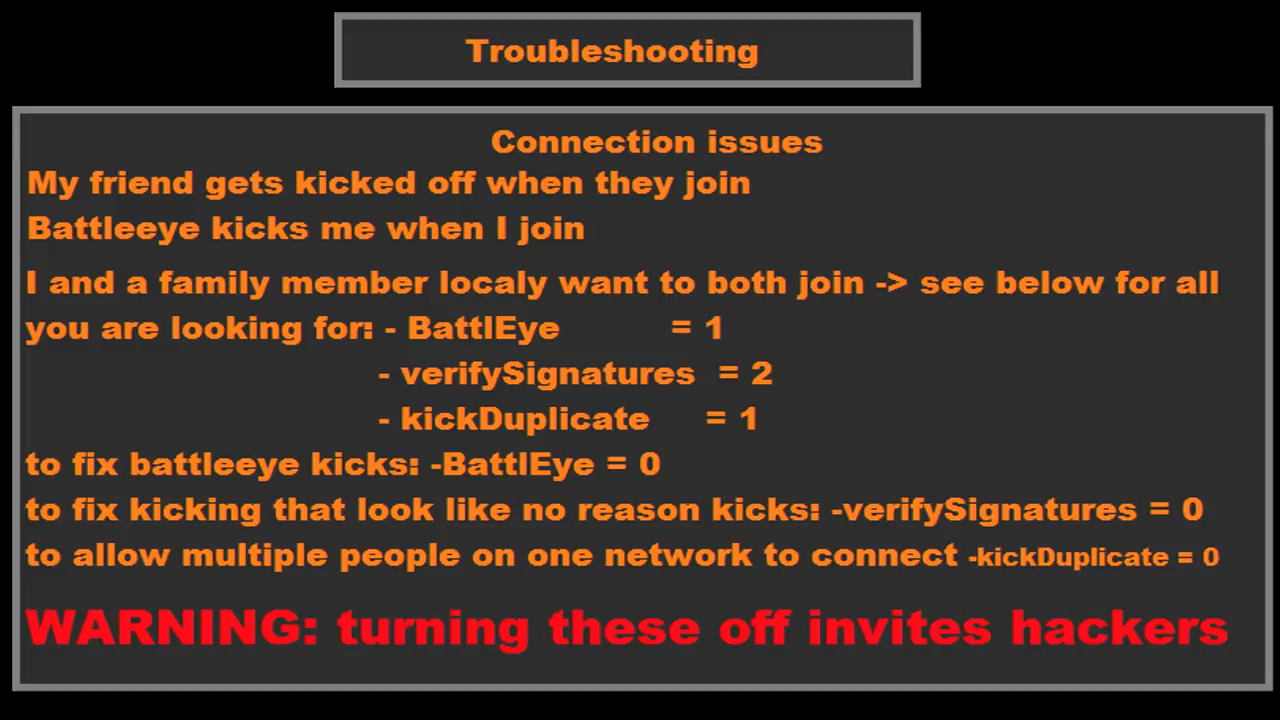 Troubleshooting
Connection issues
My friend gets kicked off when they join
Battleeye kicks me when I join
I and a family member localy want to both join -> see below for all
you are looking for: - BattlEye = 1
- verifySignatures = 2
- kickDuplicate = 1
to fix battleeye kicks: -BattlEye = 0
to fix kicking that look like no reason kicks: -verifySignatures = 0
to allow multiple people on one network to connect -kickDuplicate = 0
WARNING: turning these off invites hackers